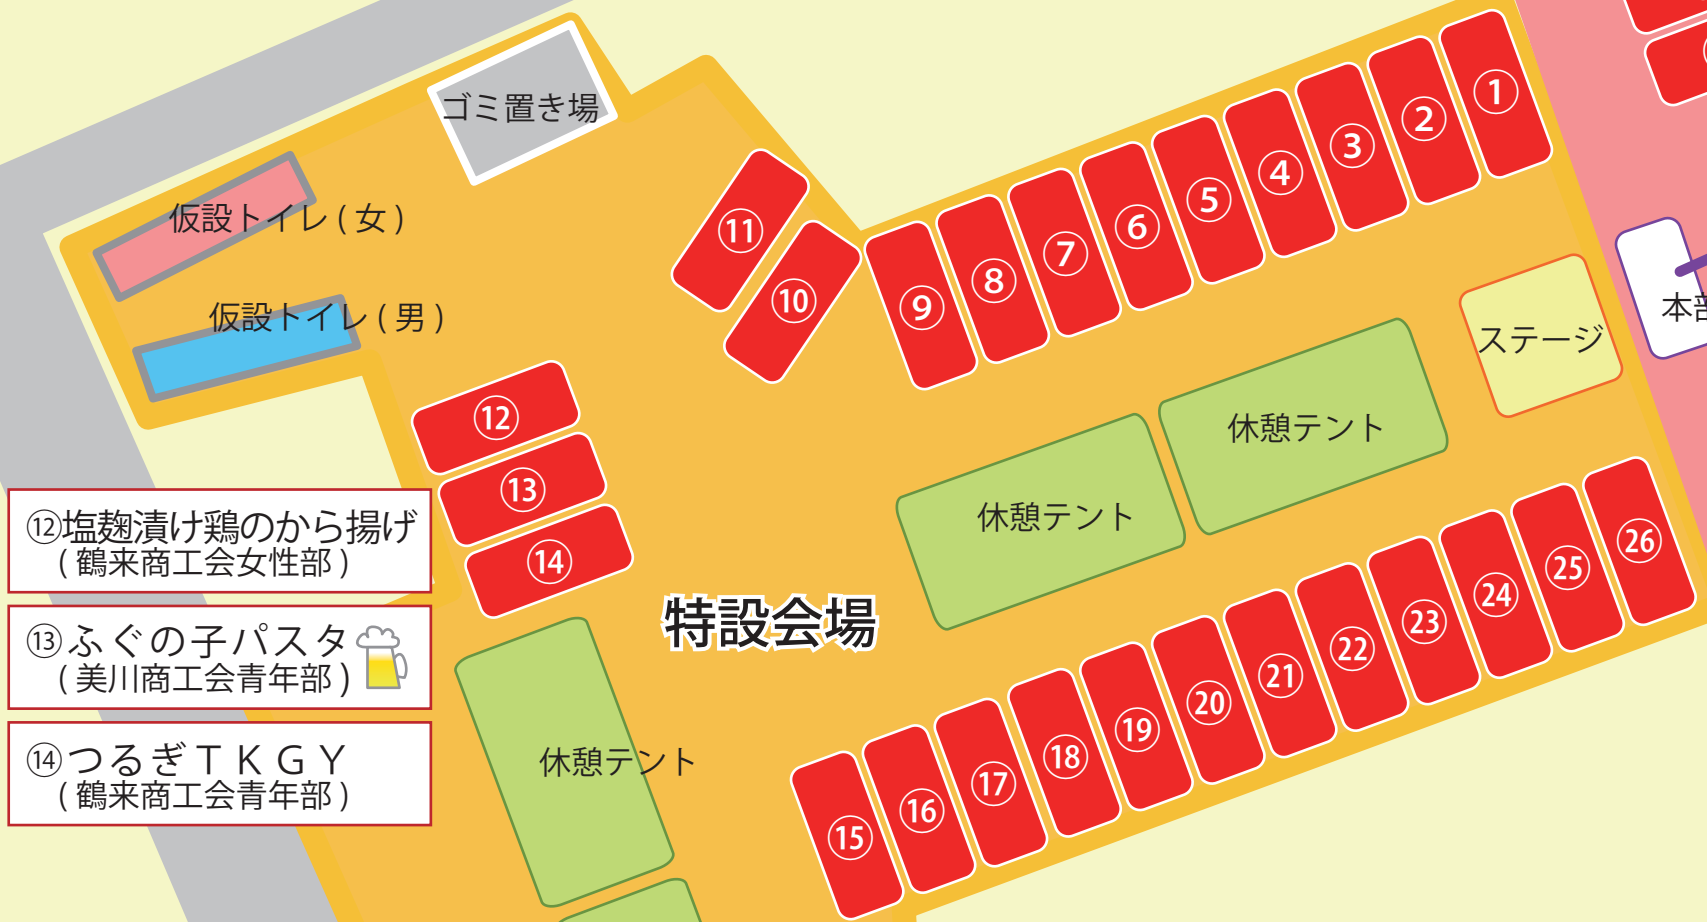 ゴミ置き場
仮設トイレ(女)
仮設トイレ(男)
①
②
③
④
⑤
⑥
⑦
⑧
⑨
⑩
⑪
⑫
⑬
⑭
ステージ
休憩テント
休憩テント
特設会場
休憩テント
⑮
⑯
⑰
⑱
⑲
⑳
㉑
㉒
㉓
㉔
㉕
㉖
⑫塩麹漬け鶏のから揚げ
(鶴来商工会女性部)
⑬ふぐの子パスタ
(美川商工会青年部)
⑭つるぎTKGY
(鶴来商工会青年部)
本